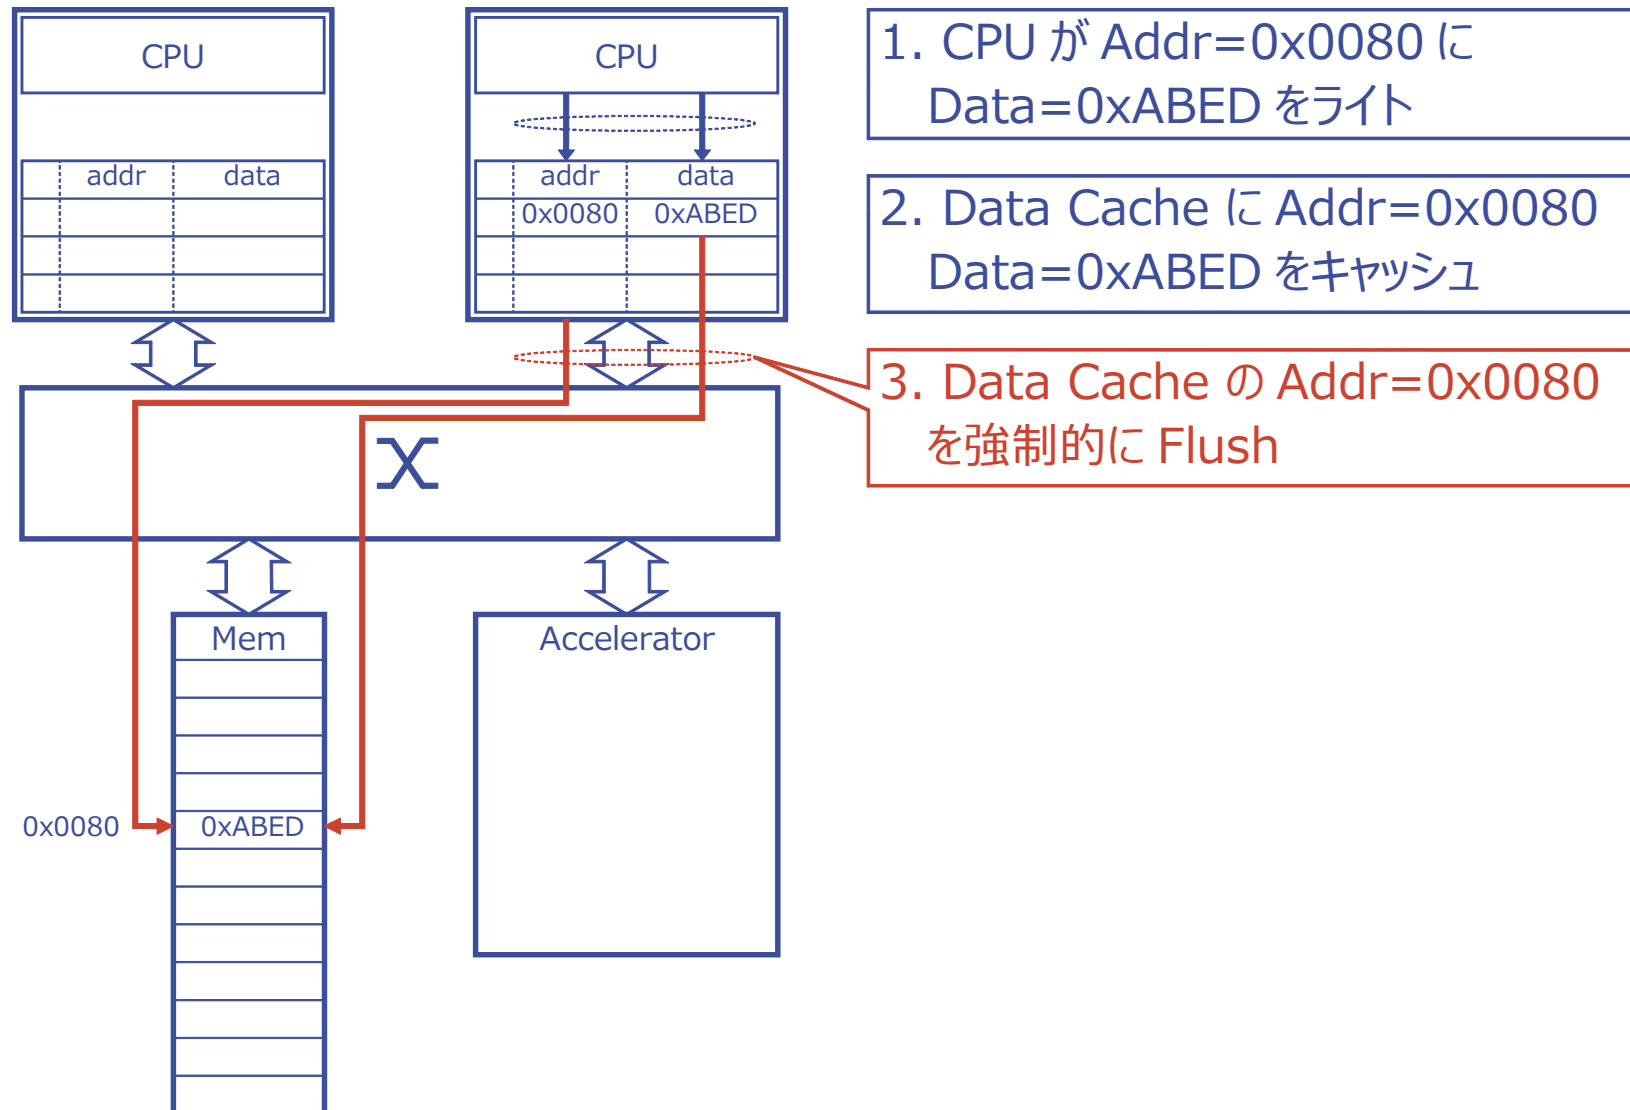 CPU
addr data
CPU
addr data
0x0080 0xABED
1. CPU が Addr=0x0080 に
Data=0xABED をライト
2. Data Cache に Addr=0x0080
Data=0xABED をキャッシュ
3. Data Cache の Addr=0x0080
を強制的に Flush
Mem
0x0080 0xABED
Accelerator